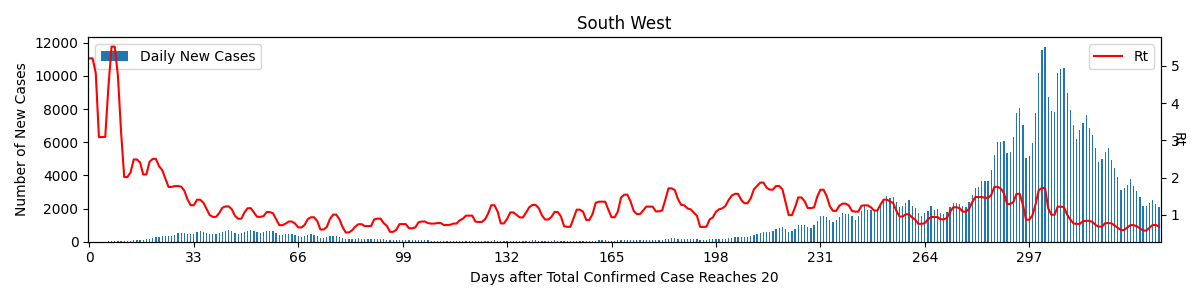 South West
Daily New Cases
Rt
Number of New Cases
12000
10000
8000
6000
4000
2000
0
5
4
3
2
1
Rt
0 33 66 99 132 165 198 231 264 297
Days after Total Confirmed Case Reaches 20